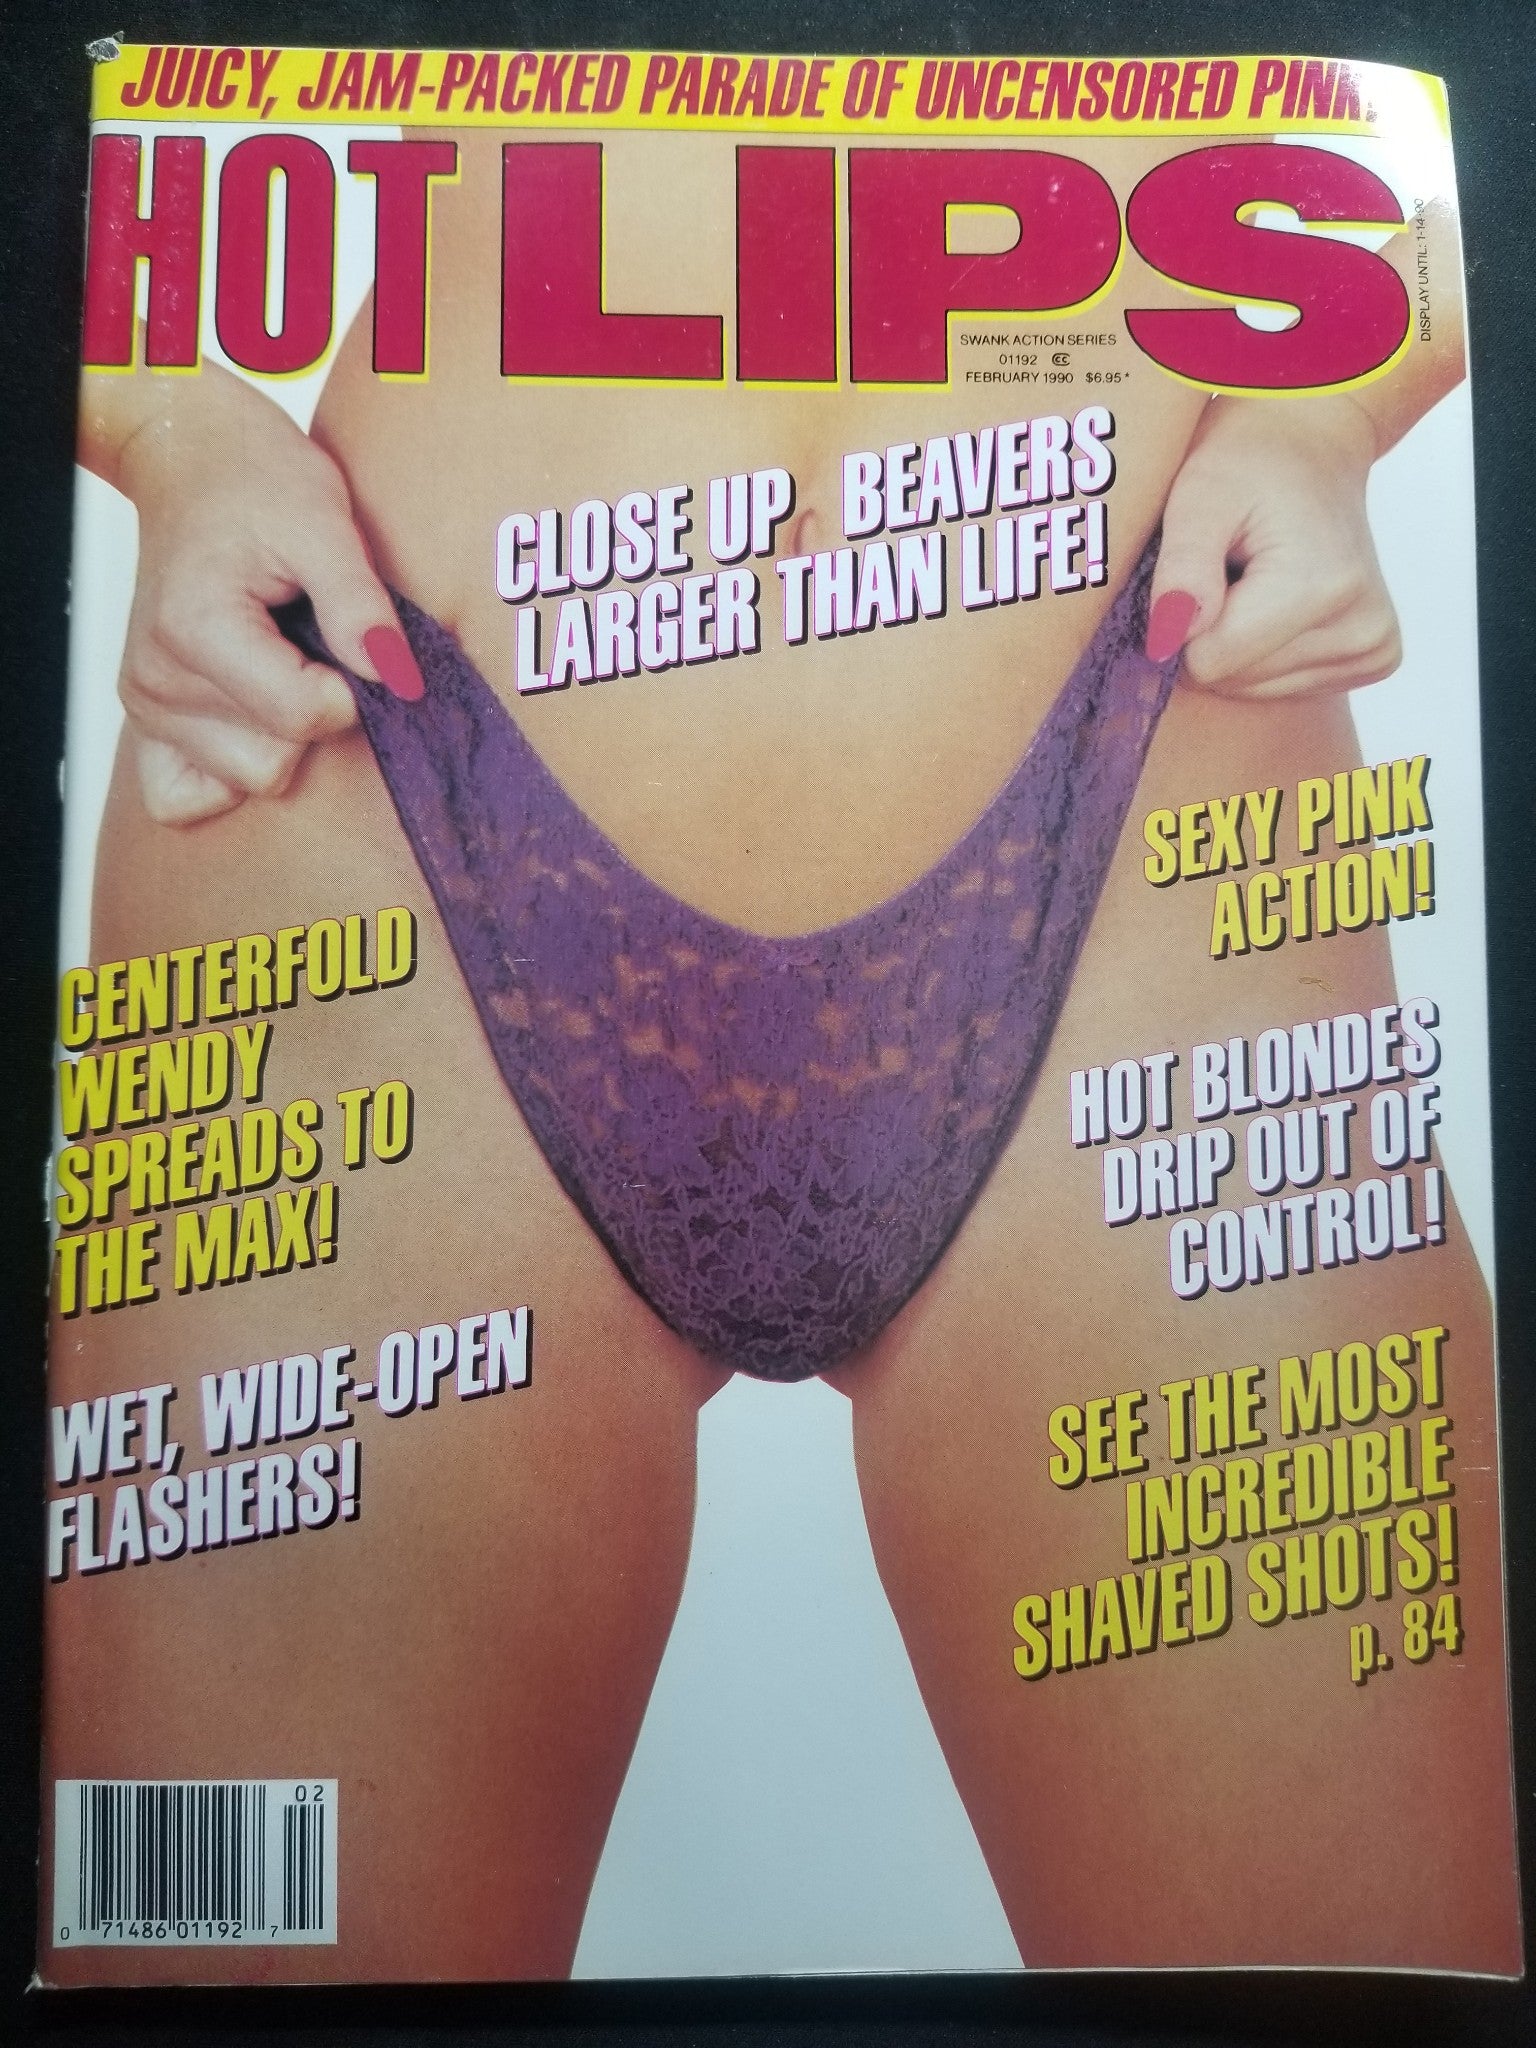 JUICY, JAM-PACKED PARADE OF UNCENSORED PINK!
HOT LIPS
DISPLAY UNTIL: 1-14-90
SWANK ACTION SERIES
01192 CC
FEBRUARY 1990 $6.95*
CLOSE UP BEAVERS
LARGER THAN LIFE!
SEXY PINK
ACTION!
CENTERFOLD
WENDY
SPREADS TO
THE MAX!
HOT BLONDES
DRIP OUT OF
CONTROL!
WET, WIDE-OPEN
FLASHERS!
SEE THE MOST
INCREDIBLE
SHAVED SHOTS!
p. 84
02
0 71486 01192 7